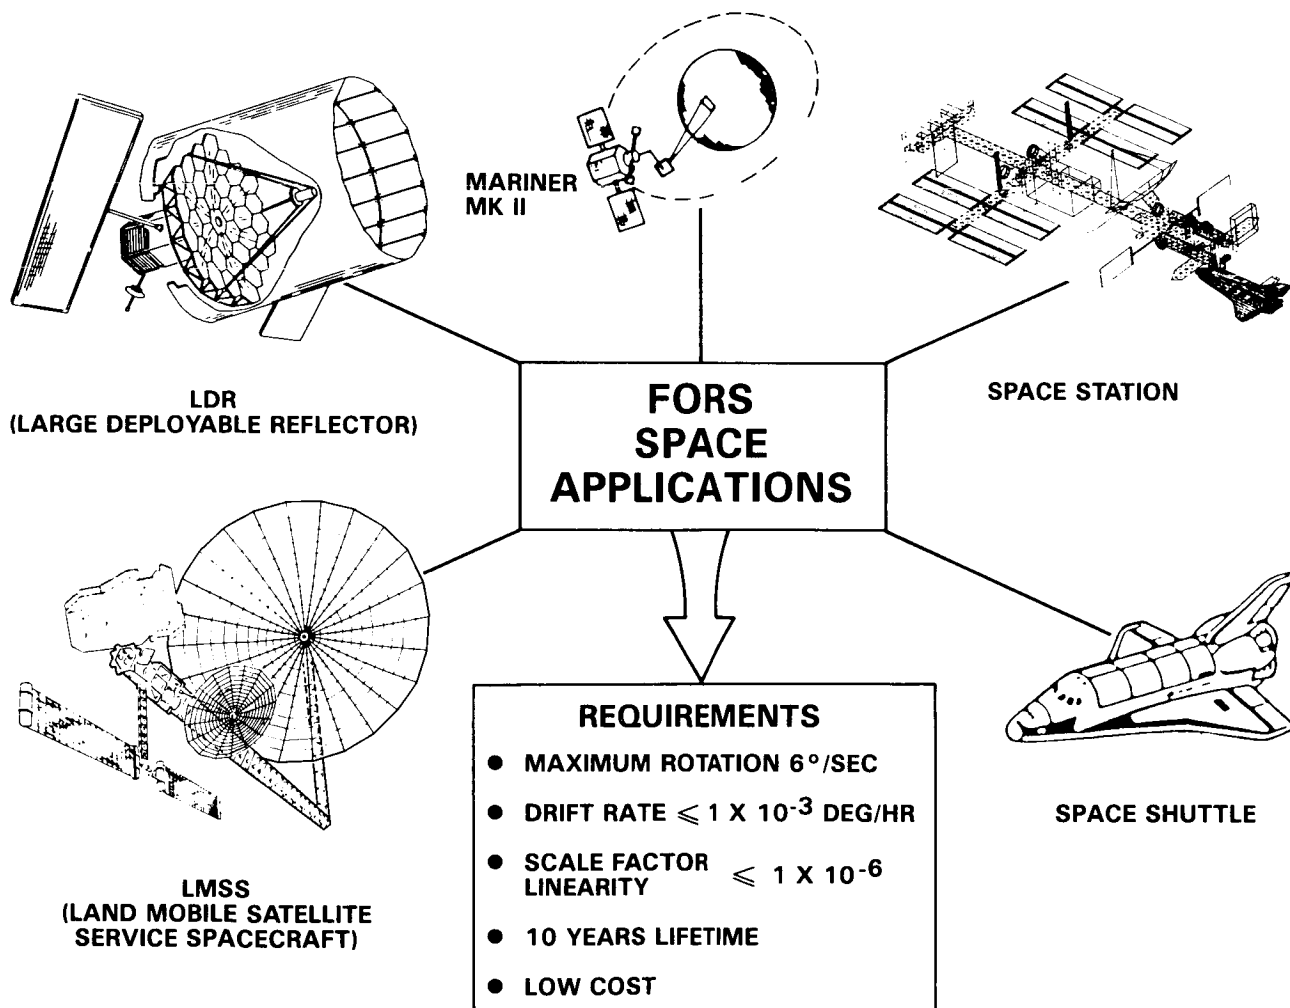 MARINER
MK II
LDR
(LARGE DEPLOYABLE REFLECTOR)
FORS
SPACE
APPLICATIONS
SPACE STATION
LMSS
(LAND MOBILE SATELLITE
SERVICE SPACECRAFT)
SPACE SHUTTLE
REQUIREMENTS
● MAXIMUM ROTATION 6°/SEC
● DRIFT RATE ⩽ 1 X 10⁻³ DEG/HR
● SCALE FACTOR
LINEARITY ⩽ 1 X 10⁻⁶
● 10 YEARS LIFETIME
● LOW COST